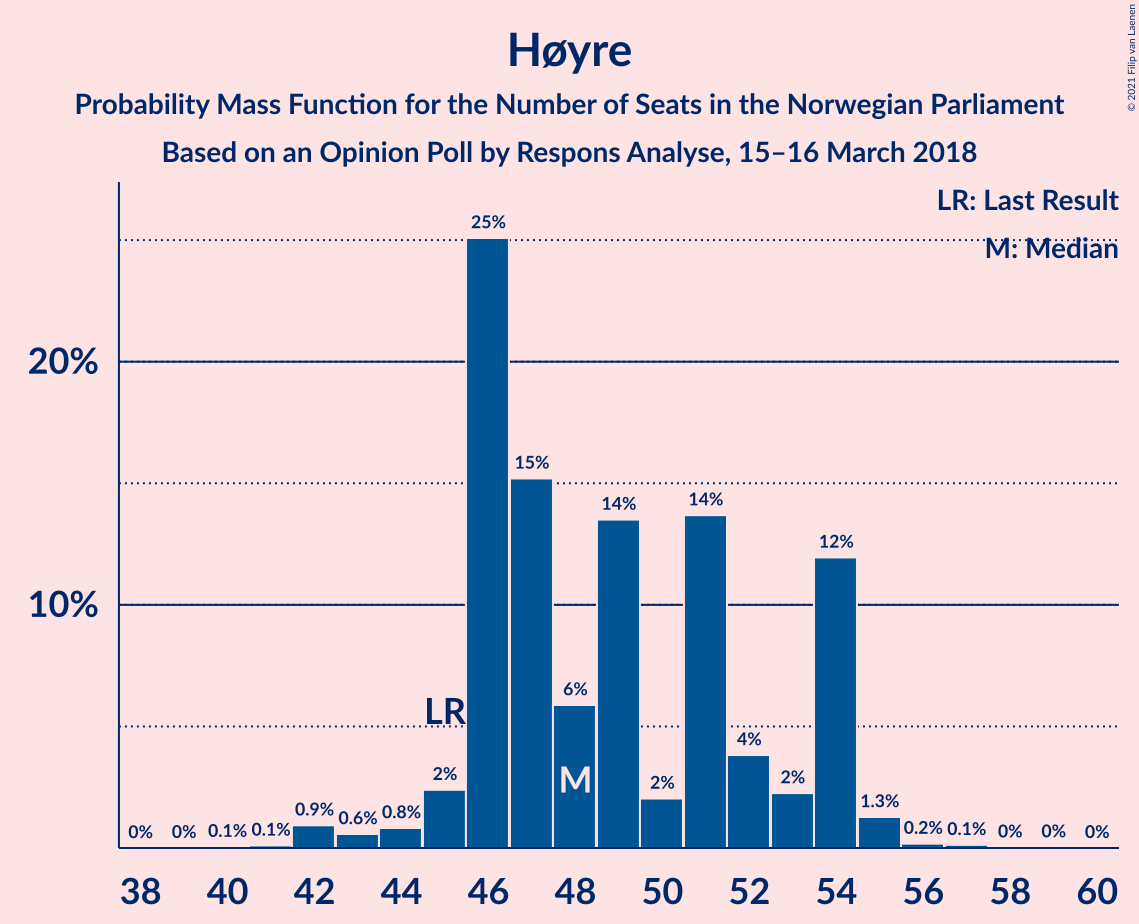 Høyre
Probability Mass Function for the Number of Seats in the Norwegian Parliament
Based on an Opinion Poll by Respons Analyse, 15–16 March 2018
© 2021 Filip van Laenen
LR: Last Result
M: Median
25%
20%
15%
14%
14%
12%
10%
6%
LR
4%
2%
M
2%
2%
1.3%
0% 0% 0.1% 0.1% 0.9% 0.6% 0.8% 0.2% 0.1% 0% 0% 0%
38 40 42 44 46 48 50 52 54 56 58 60